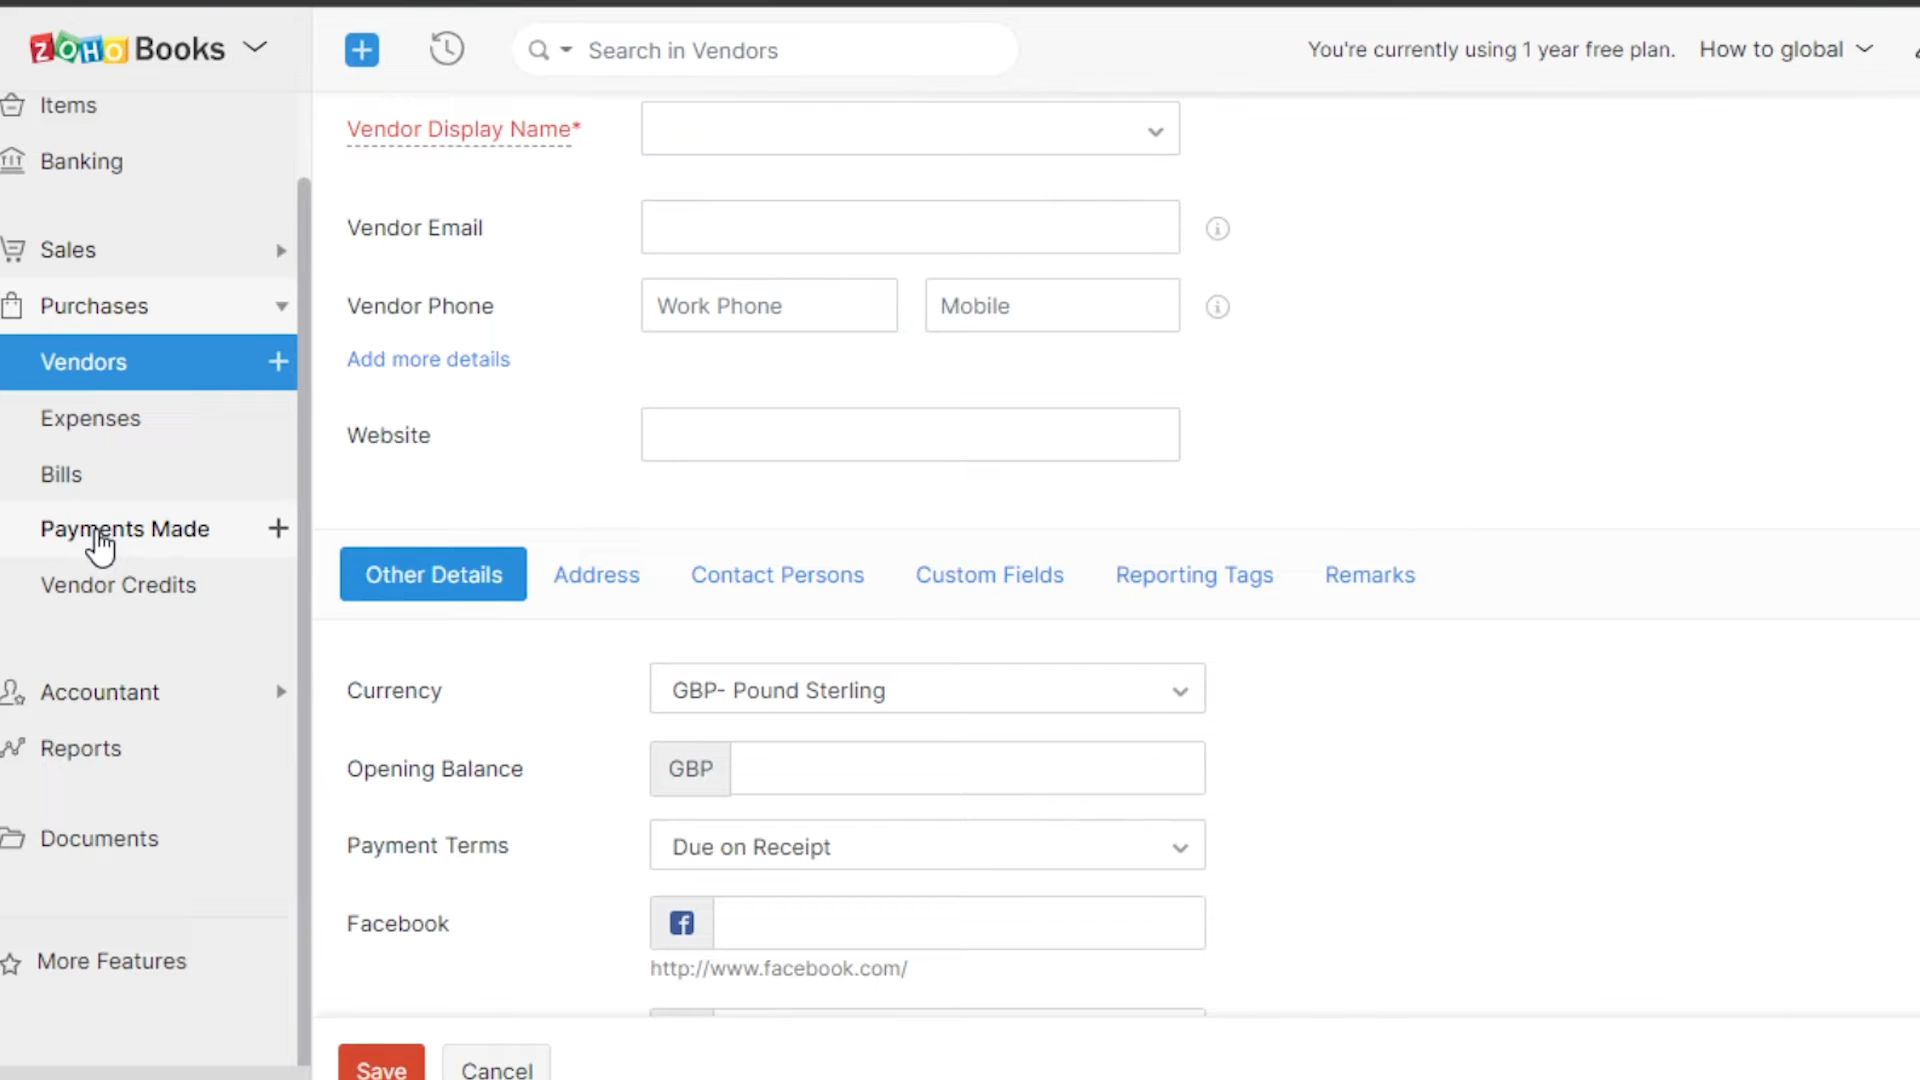 ZOHO Books
Search in Vendors
You're currently using 1 year free plan.
How to global
Items
Banking
Sales
Purchases
Vendors
Expenses
Bills
Payments Made
Vendor Credits
Accountant
Reports
Documents
More Features
Vendor Display Name*
Vendor Email
Vendor Phone
Work Phone
Mobile
Add more details
Website
Other Details
Address
Contact Persons
Custom Fields
Reporting Tags
Remarks
Currency
GBP- Pound Sterling
Opening Balance
GBP
Payment Terms
Due on Receipt
Facebook
http://www.facebook.com/
Save
Cancel